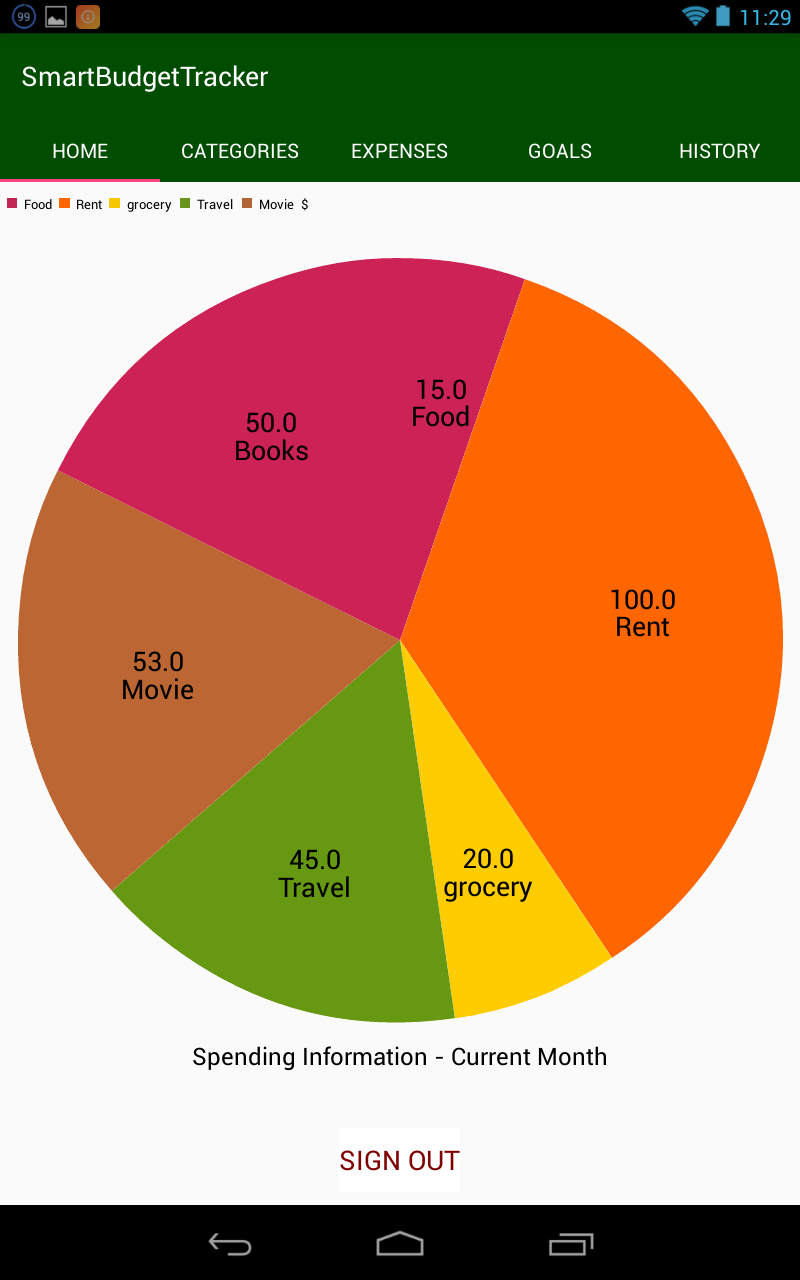 99
11:29
SmartBudgetTracker
HOME CATEGORIES EXPENSES GOALS HISTORY
Food Rent grocery Travel Movie $
15.0
Food
50.0
Books
100.0
Rent
53.0
Movie
45.0
Travel
20.0
grocery
Spending Information - Current Month
SIGN OUT